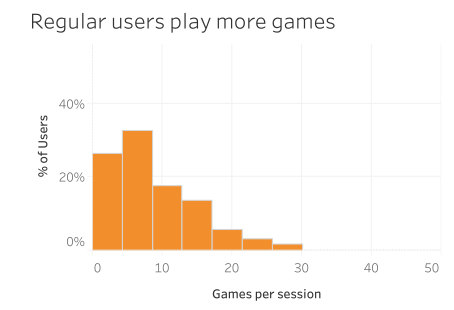 Regular users play more games
% of Users
40%
20%
0%
0 10 20 30 40 50
Games per session